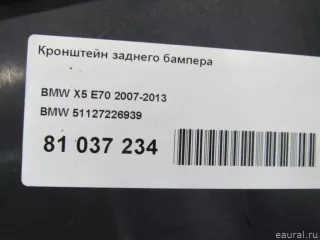 Кронштейн заднего бампера
BMW X5 E70 2007-2013
BMW 51127226939
81 037 234
eaural.ru